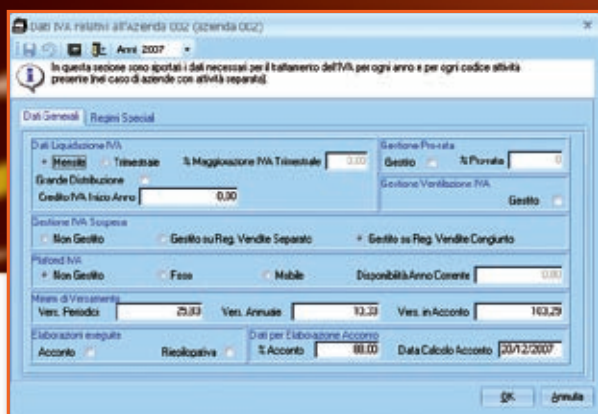 Dati IVA relativi all'Azienda 002 (azienda 002)
Anni 2007
In questa sezione sono riportati i dati necessari per il trattamento dell'IVA per ogni anno e per ogni codice attività
presente (nel caso di aziende con attività separata).
Dati Generali Regimi Speciali
Dati Liquidazione IVA
Mensile Trimestrale % Maggiorazione IVA Trimestrale 0,00
Grande Distribuzione
Credito IVA Inizio Anno 0,00
Gestione Pro-rata
Gestito % Pro-rata 0
Gestione Ventilazione IVA
Gestito
Gestione IVA Sospesa
Non Gestito Gestito su Reg. Vendite Separato Gestito su Reg. Vendite Congiunto
Plafond IVA
Non Gestito Fisso Mobile Disponibilità Anno Corrente 0,00
Minimi di Versamento
Vers. Periodici 25,83 Vers. Annuale 10,33 Vers. in Acconto 103,29
Elaborazioni eseguite
Acconto Riepilogativa
Dati per Elaborazione Acconto
% Acconto 88,00 Data Calcolo Acconto 20/12/2007
OK Annulla